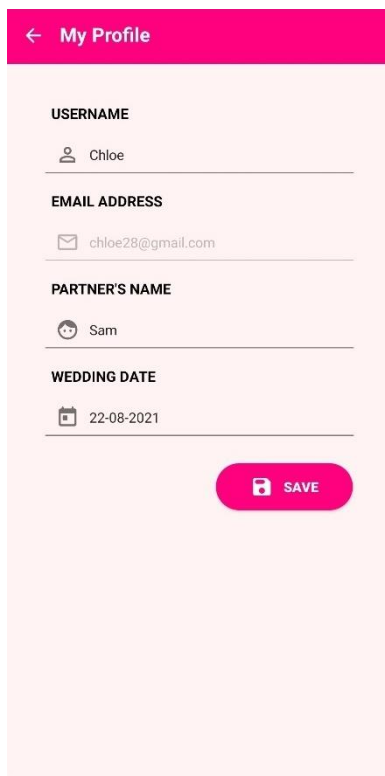 My Profile
USERNAME
Chloe
EMAIL ADDRESS
chloe28@gmail.com
PARTNER'S NAME
Sam
WEDDING DATE
22-08-2021
SAVE